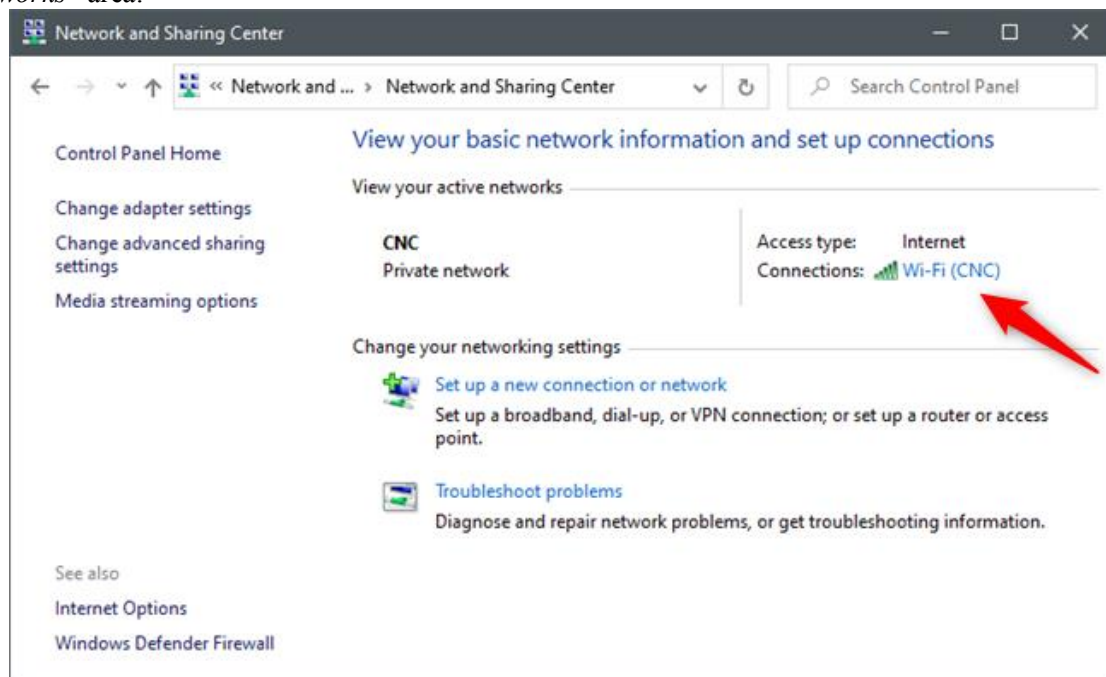 works" area.
Network and Sharing Center
« Network and ... › Network and Sharing Center
Search Control Panel
Control Panel Home
Change adapter settings
Change advanced sharing
settings
Media streaming options
See also
Internet Options
Windows Defender Firewall
View your basic network information and set up connections
View your active networks
CNC
Private network
Access type: Internet
Connections: Wi-Fi (CNC)
Change your networking settings
Set up a new connection or network
Set up a broadband, dial-up, or VPN connection; or set up a router or access
point.
Troubleshoot problems
Diagnose and repair network problems, or get troubleshooting information.